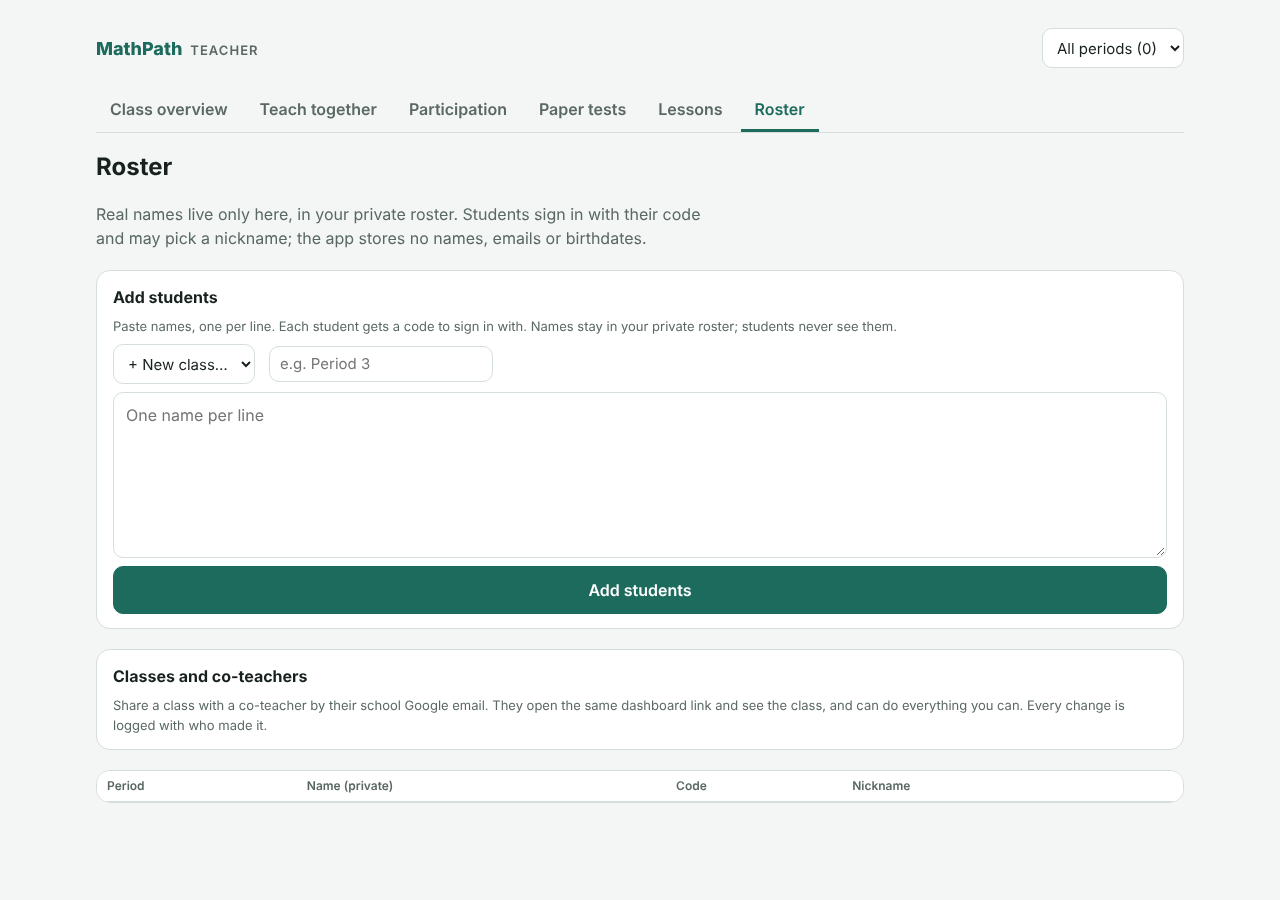 MathPath TEACHER
All periods (0)
Class overview Teach together Participation Paper tests Lessons Roster
Roster
Real names live only here, in your private roster. Students sign in with their code
and may pick a nickname; the app stores no names, emails or birthdates.
Add students
Paste names, one per line. Each student gets a code to sign in with. Names stay in your private roster; students never see them.
+ New class... e.g. Period 3
One name per line
Add students
Classes and co-teachers
Share a class with a co-teacher by their school Google email. They open the same dashboard link and see the class, and can do everything you can. Every change is
logged with who made it.
Period Name (private) Code Nickname